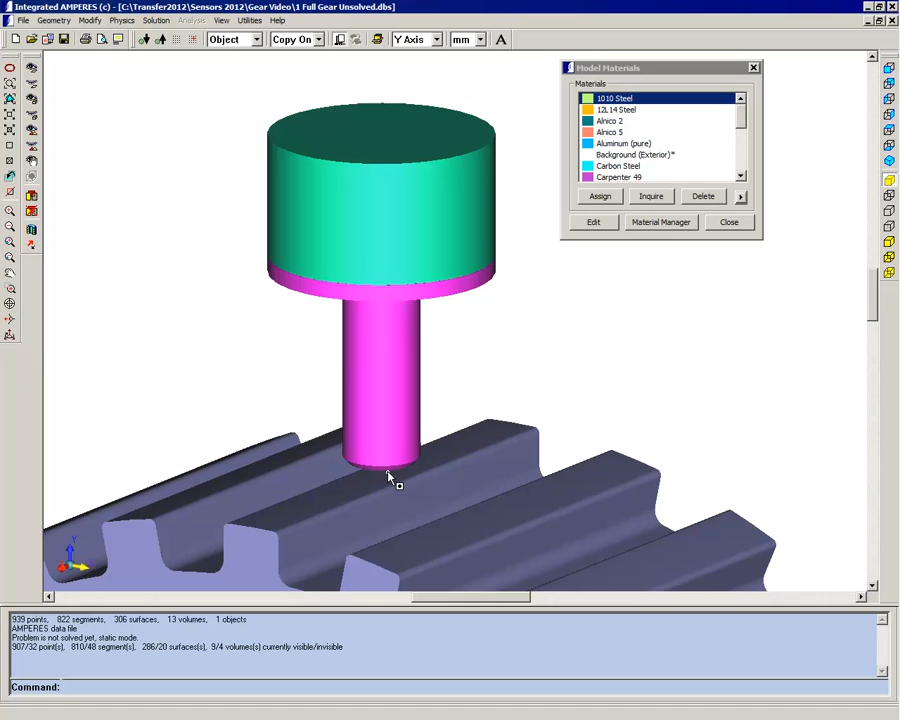 Integrated AMPERES (c) - [C:\Transfer2012\Sensors 2012\Gear Video\1 Full Gear Unsolved.dbs]
File Geometry Modify Physics Solution Analysis View Utilities Help
Object Copy On Y Axis mm A
Model Materials
Materials
1010 Steel
12L14 Steel
Alnico 2
Alnico 5
Aluminum (pure)
Background (Exterior)*
Carbon Steel
Carpenter 49
Assign Inquire Delete
Edit Material Manager Close
Y
939 points, 822 segments, 306 surfaces, 13 volumes, 1 objects
AMPERES data file
Problem is not solved yet, static mode.
907/32 point(s), 810/48 segment(s), 286/20 surfaces(s), 9/4 volumes(s) currently visible/invisible
Command: